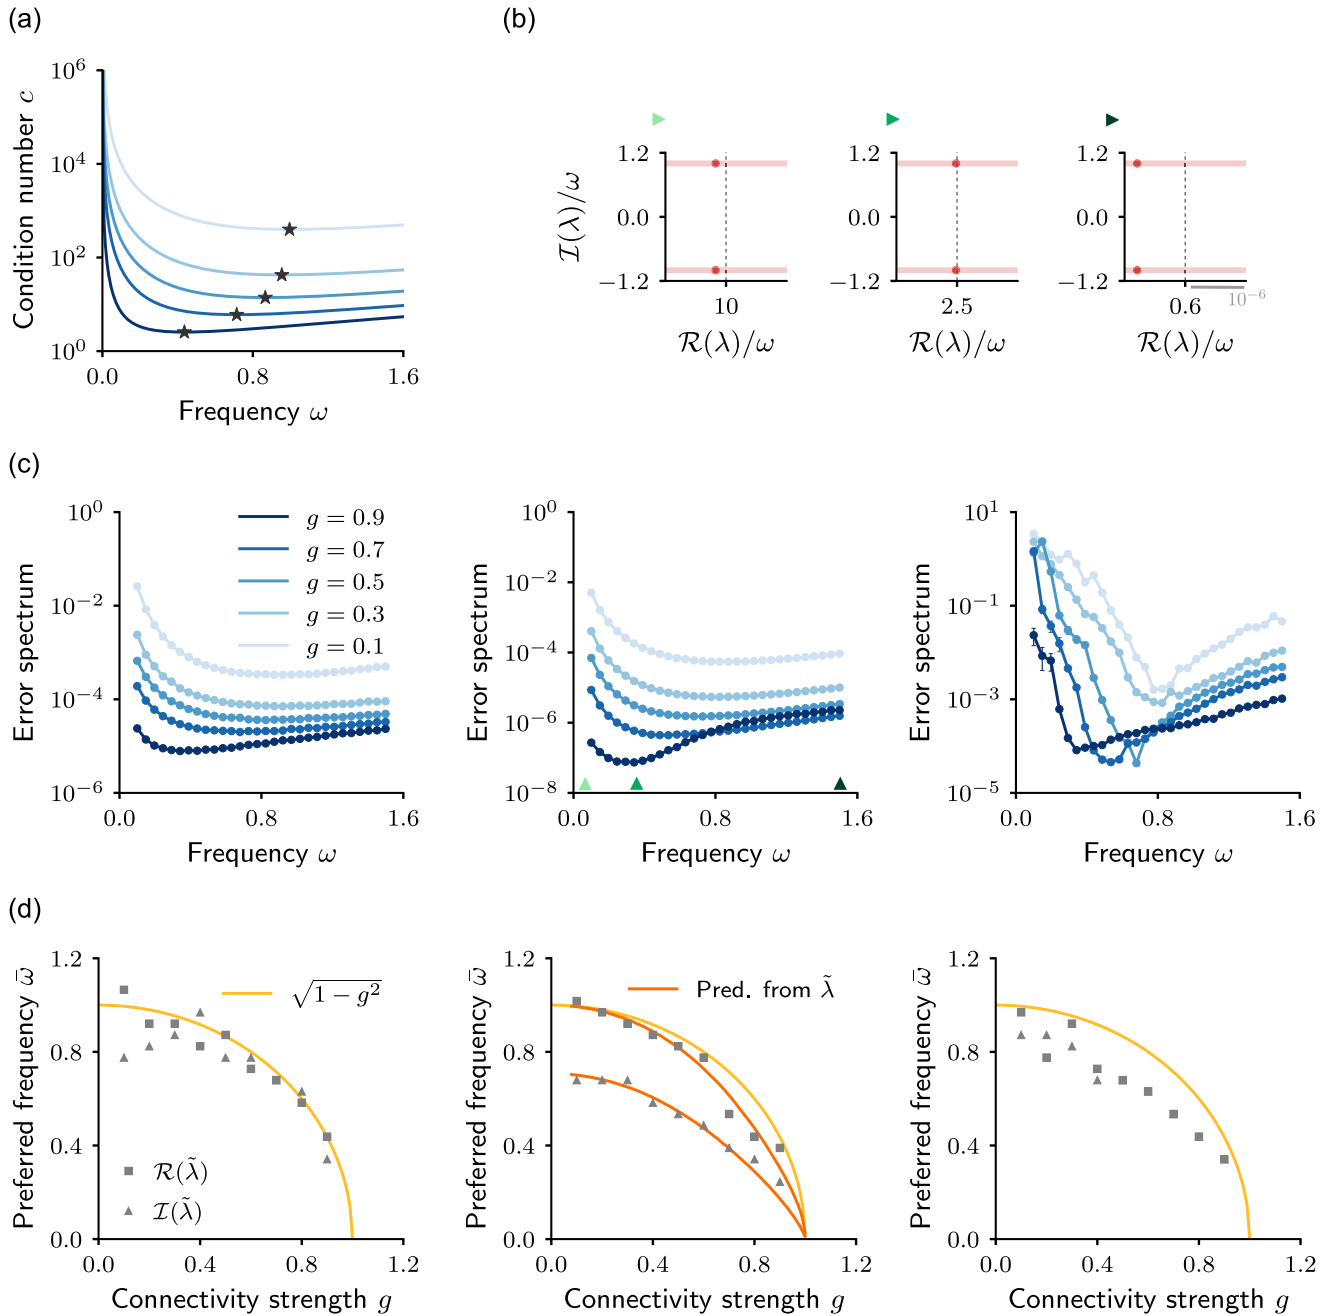 (a)
10^6
10^4
10^2
10^0
Condition number c
0.0 0.8 1.6
Frequency ω
(b)
1.2
0.0
−1.2
I(λ)/ω
10
R(λ)/ω
1.2
0.0
−1.2
2.5
R(λ)/ω
1.2
0.0
−1.2
0.6
10^−6
R(λ)/ω
(c)
10^0
10^−2
10^−4
10^−6
Error spectrum
g = 0.9
g = 0.7
g = 0.5
g = 0.3
g = 0.1
0.0 0.8 1.6
Frequency ω
10^0
10^−2
10^−4
10^−6
10^−8
Error spectrum
0.0 0.8 1.6
Frequency ω
10^1
10^−1
10^−3
10^−5
Error spectrum
0.0 0.8 1.6
Frequency ω
(d)
1.2
0.8
0.4
0.0
Preferred frequency ω̄
√(1 − g²)
R(λ̃)
I(λ̃)
0.0 0.4 0.8 1.2
Connectivity strength g
1.2
0.8
0.4
0.0
Preferred frequency ω̄
Pred. from λ̃
0.0 0.4 0.8 1.2
Connectivity strength g
1.2
0.8
0.4
0.0
Preferred frequency ω̄
0.0 0.4 0.8 1.2
Connectivity strength g